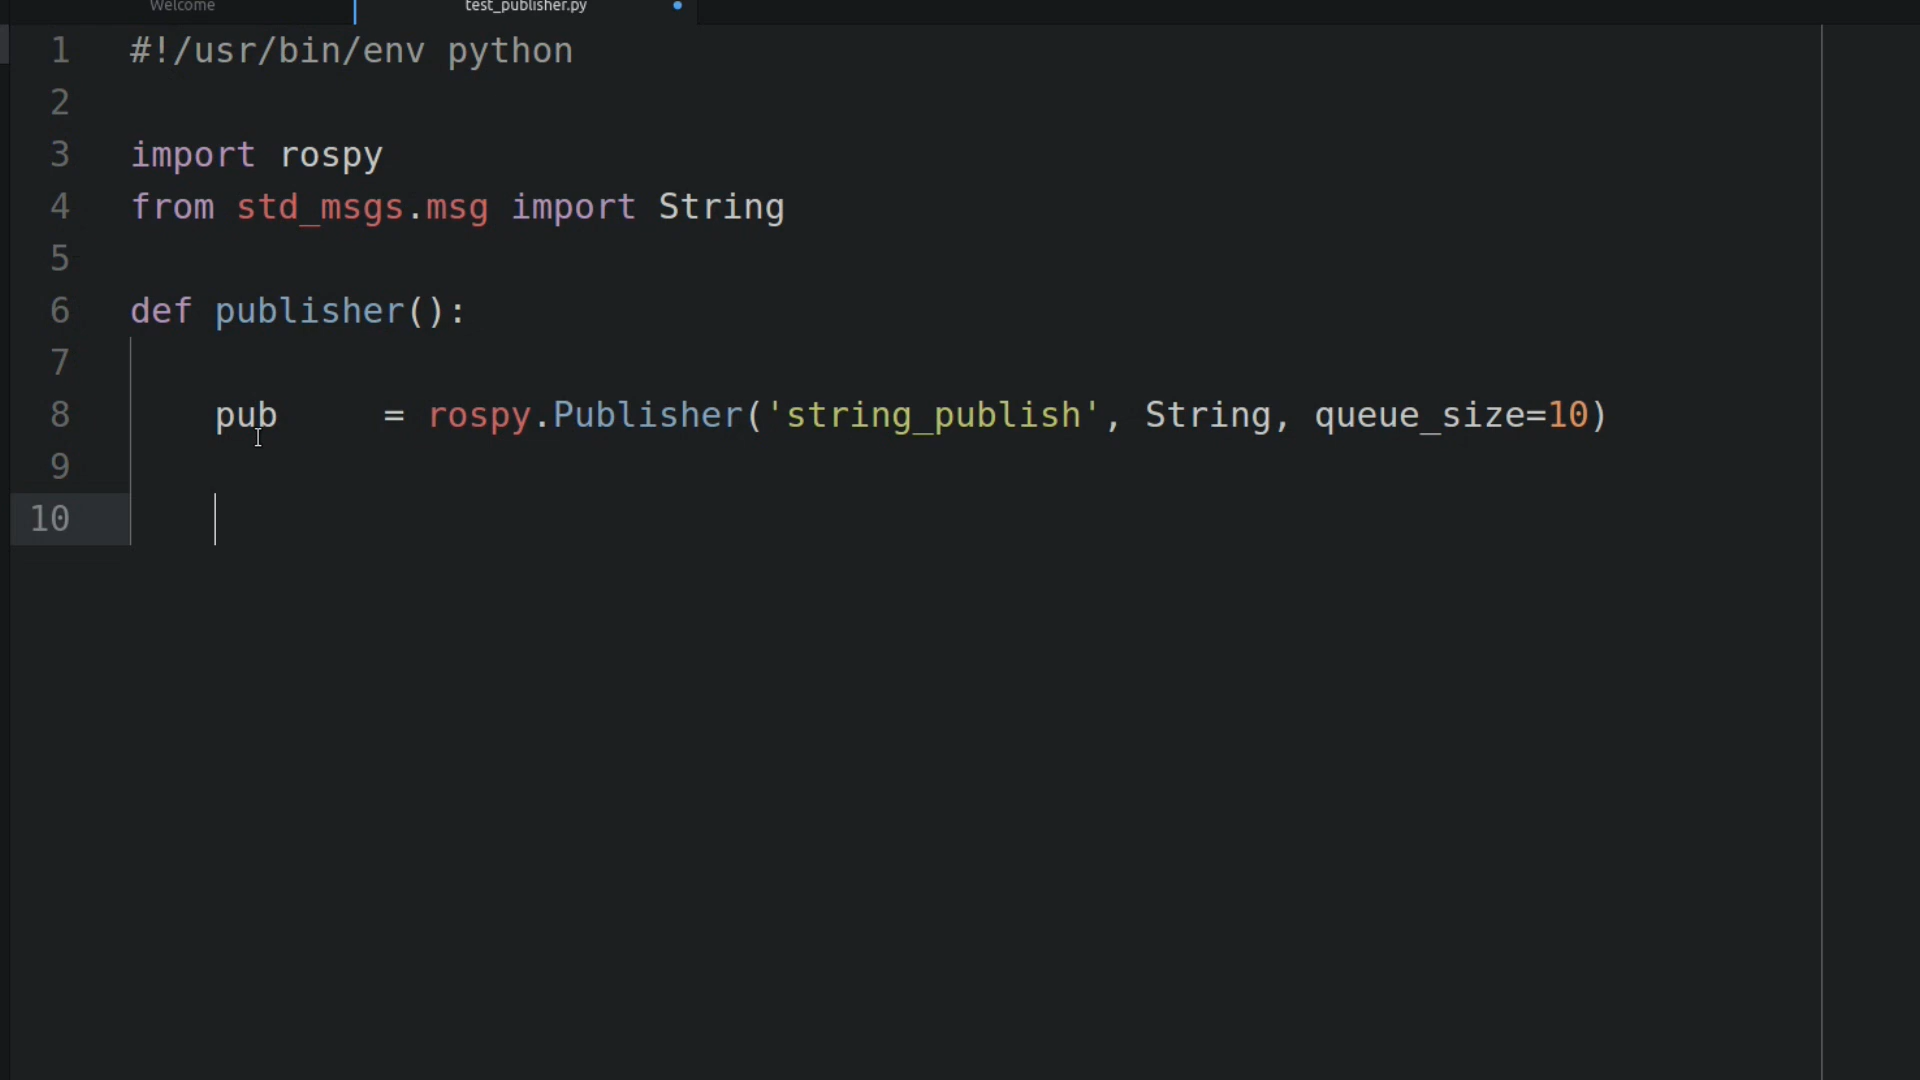 Welcome test_publisher.py
1 #!/usr/bin/env python
2
3 import rospy
4 from std_msgs.msg import String
5
6 def publisher():
7
8 pub     = rospy.Publisher('string_publish', String, queue_size=10)
9
10